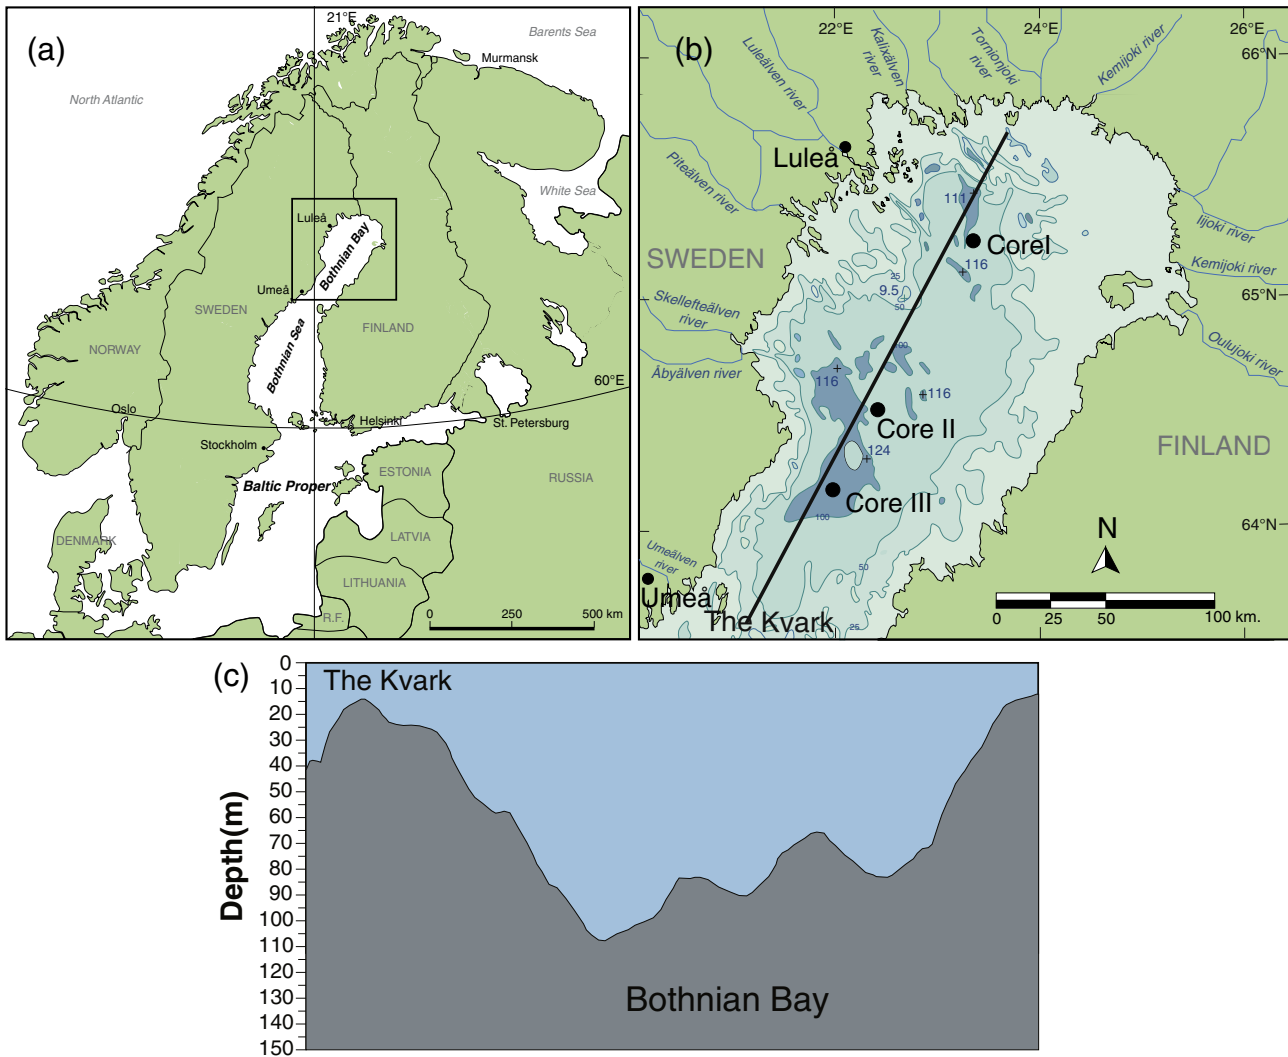 (a)
21°E
Barents Sea
Murmansk
North Atlantic
White Sea
Luleå
Bothnian Bay
Umeå
SWEDEN
FINLAND
Bothnian Sea
NORWAY
60°E
Oslo
Helsinki
St. Petersburg
Stockholm
ESTONIA
RUSSIA
Baltic Proper
DENMARK
LATVIA
LITHUANIA
R.F.
0 250 500 km
(b)
22°E
24°E
26°E
66°N
Luleälven river
Kalixälven
river
Tornionjoki
river
Kemijoki river
Luleå
Piteälven river
111
CoreI
Iijoki river
SWEDEN
116
Kemijoki river
25
9.5
50
65°N
Skellefteälven
river
Oulujoki river
100
Åbyälven river
116
116
Core II
FINLAND
124
Core III
100
64°N
N
Umeälven
river
50
Umeå
The Kvark
25
0 25 50 100 km.
(c)
The Kvark
Depth(m)
0
10
20
30
40
50
60
70
80
90
100
110
120
130
140
150
Bothnian Bay